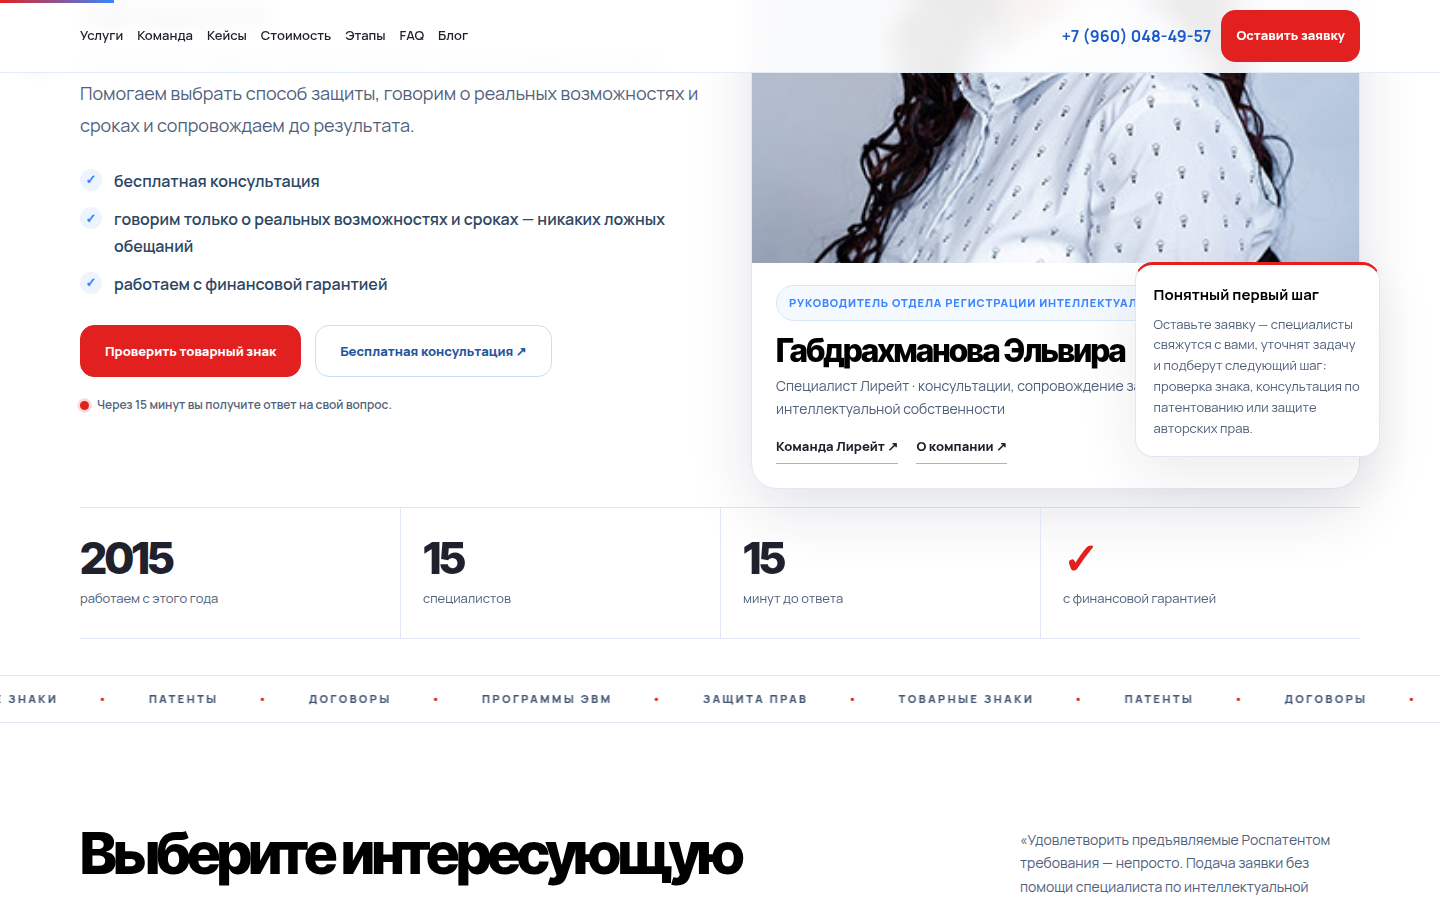 Услуги Команда Кейсы Стоимость Этапы FAQ Блог
+7 (960) 048-49-57
Оставить заявку
Помогаем выбрать способ защиты, говорим о реальных возможностях и
сроках и сопровождаем до результата.
✓ бесплатная консультация
✓ говорим только о реальных возможностях и сроках — никаких ложных
обещаний
✓ работаем с финансовой гарантией
Проверить товарный знак
Бесплатная консультация ↗
Через 15 минут вы получите ответ на свой вопрос.
РУКОВОДИТЕЛЬ ОТДЕЛА РЕГИСТРАЦИИ
Габдрахманова Эльвира
Специалист Лирейт · консультации, сопровождение
интеллектуальной собственности
Команда Лирейт ↗ О компании ↗
Понятный первый шаг
Оставьте заявку — специалисты
свяжутся с вами, уточнят задачу
и подберут следующий шаг:
проверка знака, консультация по
патентованию или защите
авторских прав.
2015
работаем с этого года
15
специалистов
15
минут до ответа
✓
с финансовой гарантией
ЗНАКИ • ПАТЕНТЫ • ДОГОВОРЫ • ПРОГРАММЫ ЭВМ • ЗАЩИТА ПРАВ • ТОВАРНЫЕ ЗНАКИ • ПАТЕНТЫ • ДОГОВОРЫ •
Выберите интересующую
«Удовлетворить предъявляемые Роспатентом
требования — непросто. Подача заявки без
помощи специалиста по интеллектуальной